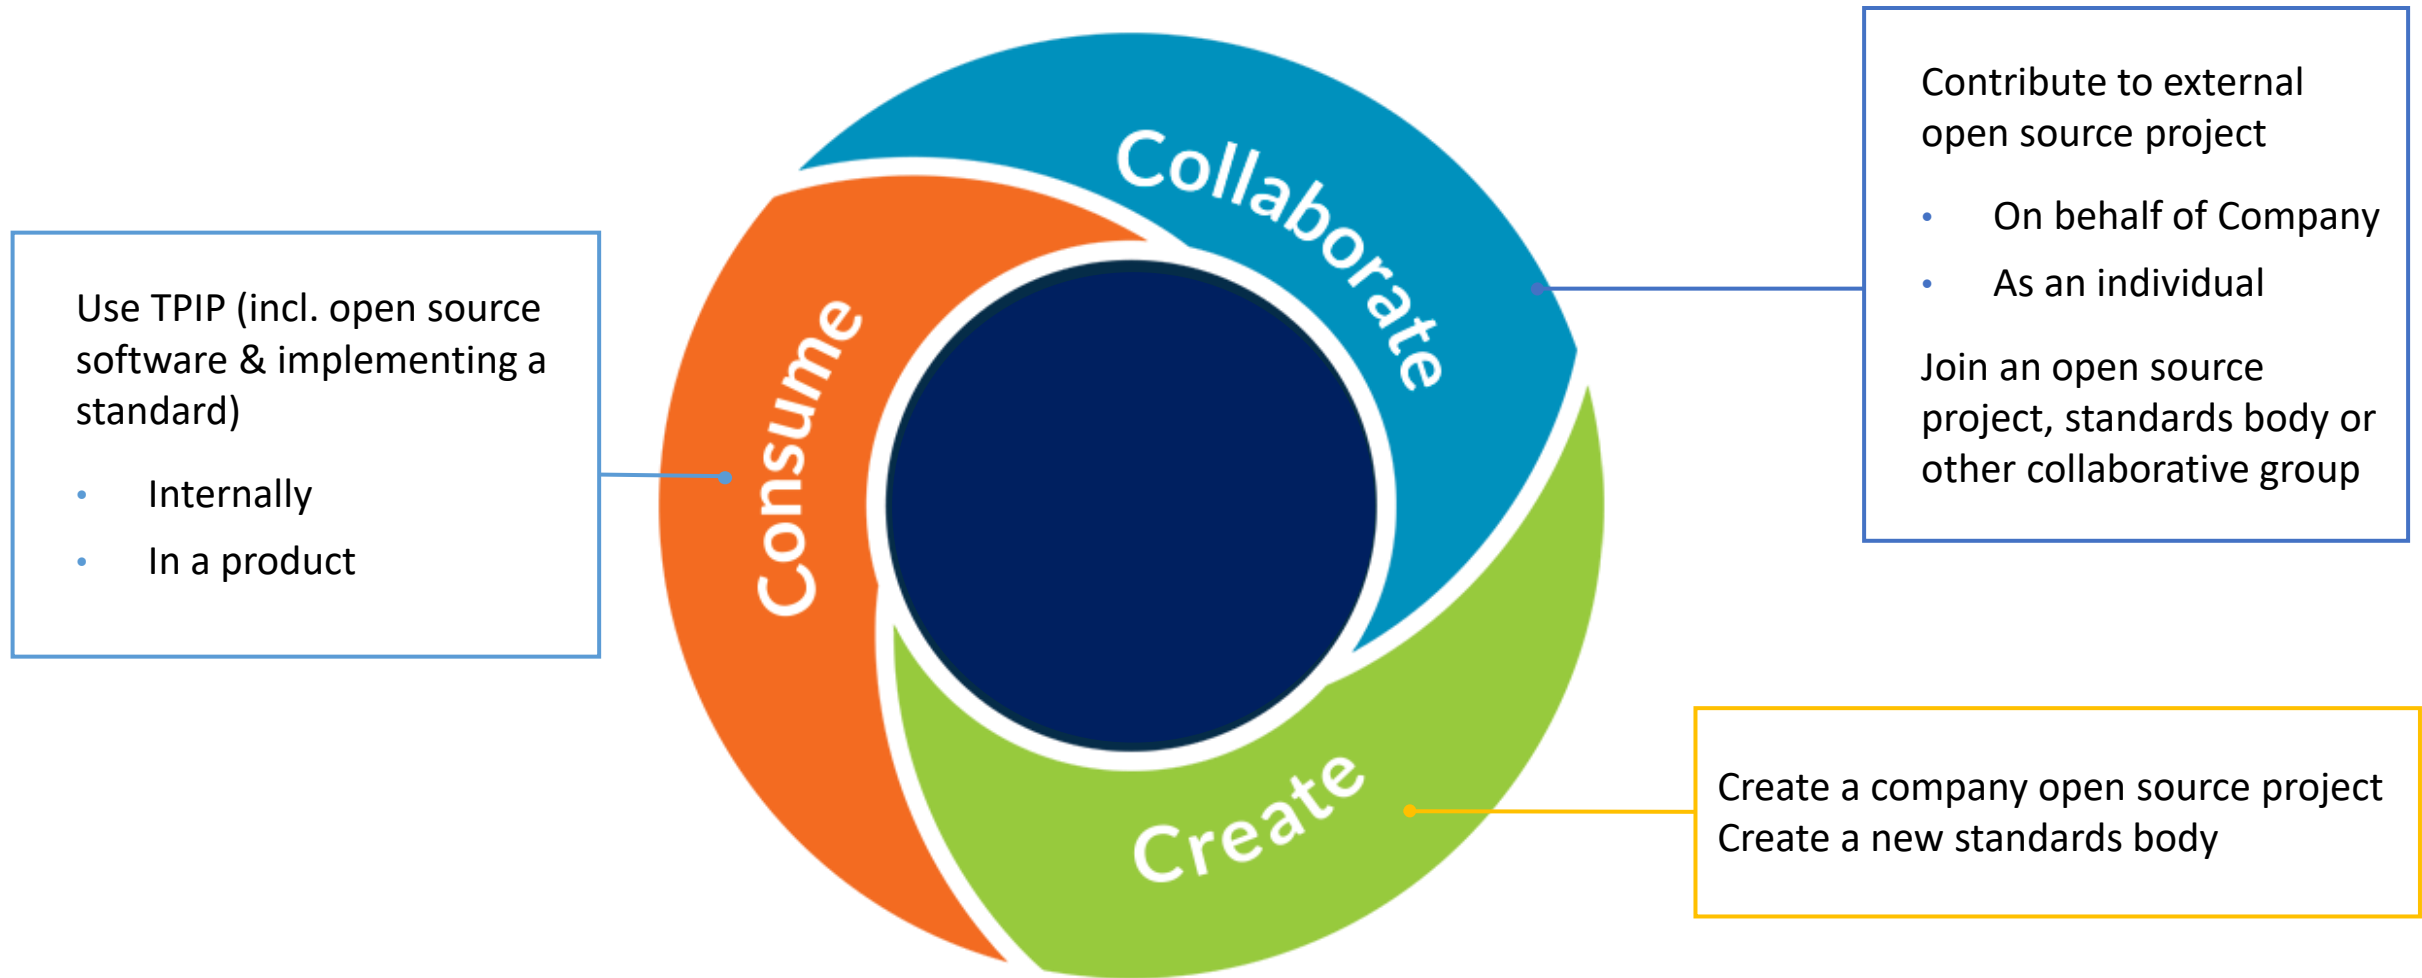 Collaborate
Consume
Create
Use TPIP (incl. open source
software & implementing a
standard)
• Internally
• In a product
Contribute to external
open source project
• On behalf of Company
• As an individual
Join an open source
project, standards body or
other collaborative group
Create a company open source project
Create a new standards body